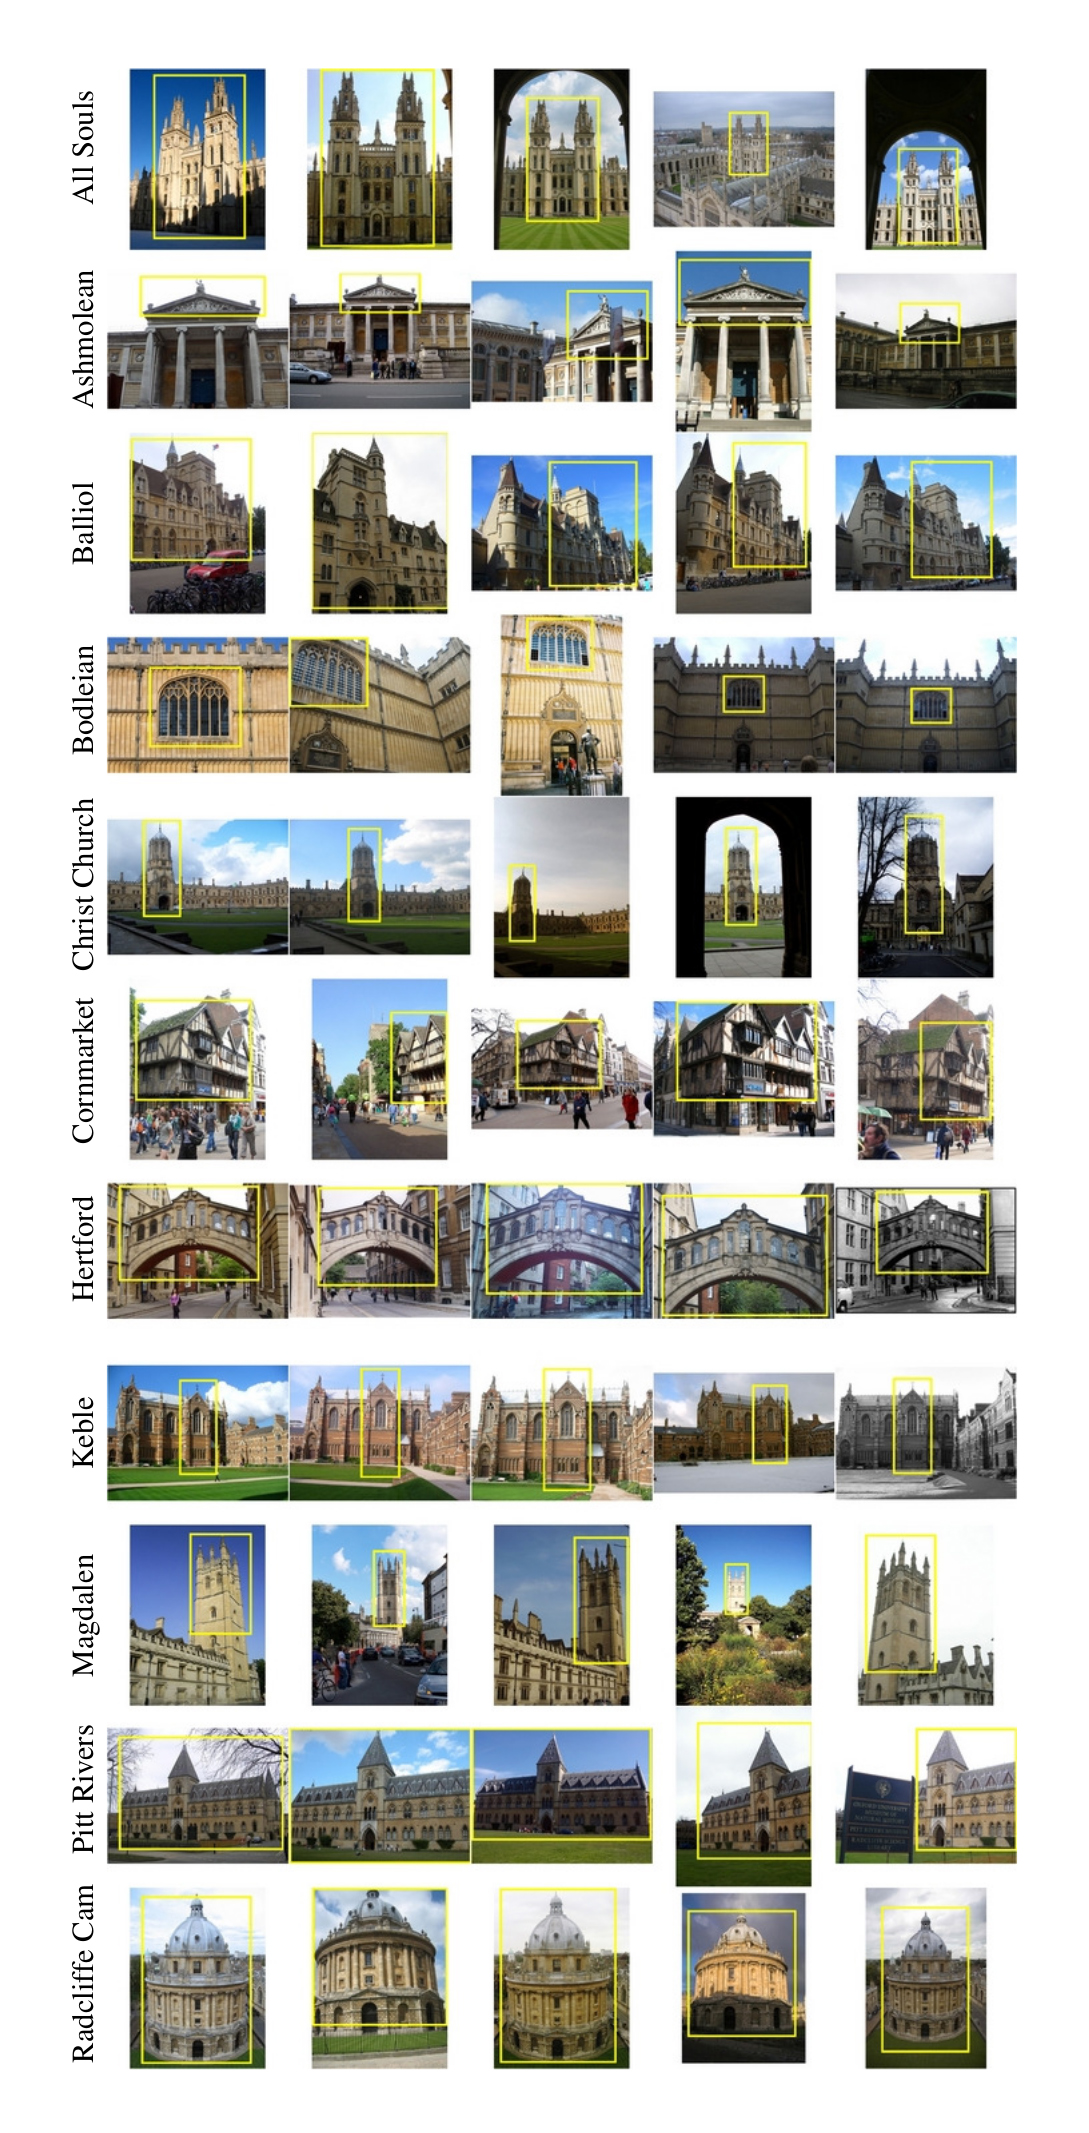 All Souls
Ashmolean
Balliol
Bodleian
Christ Church
Cornmarket
Hertford
Keble
Magdalen
Pitt Rivers
Radcliffe Cam